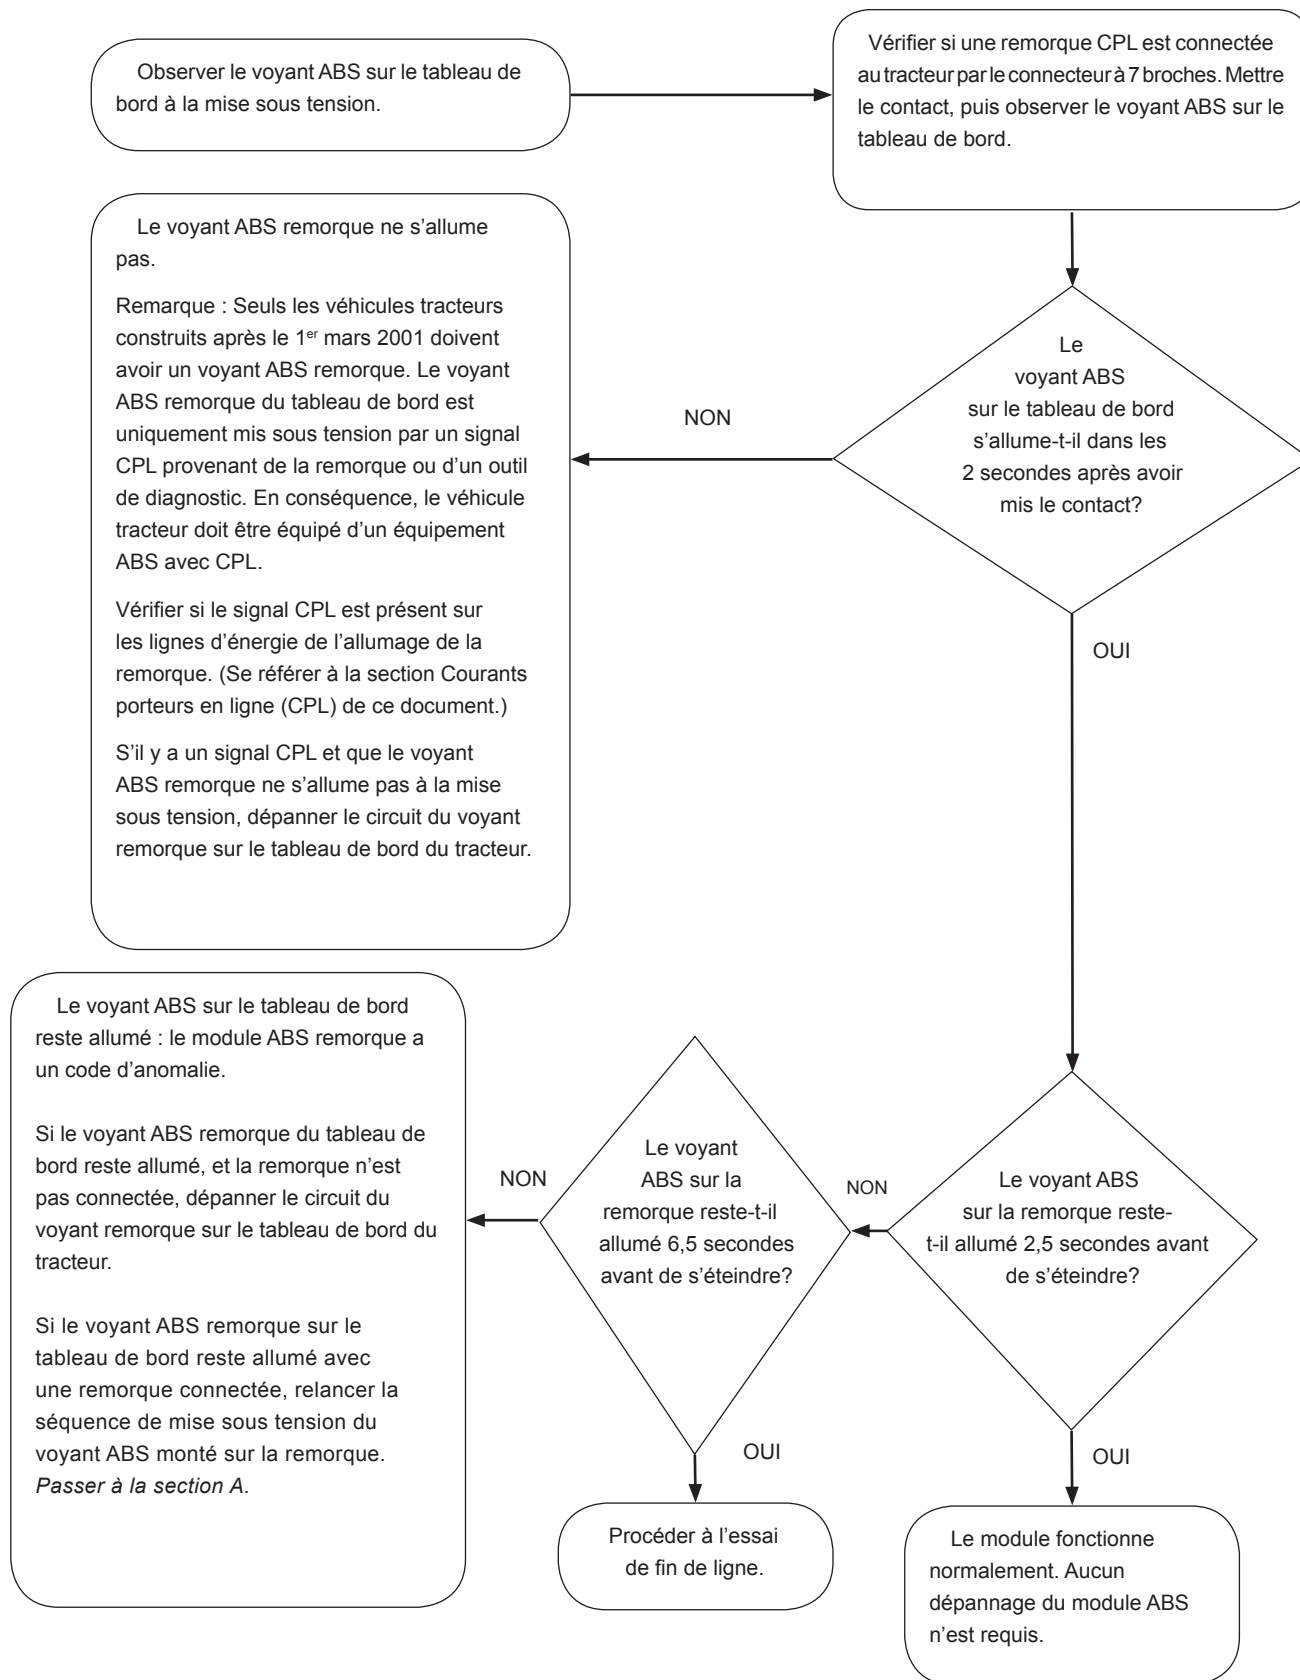 Observer le voyant ABS sur le tableau de
bord à la mise sous tension.
Vérifier si une remorque CPL est connectée
au tracteur par le connecteur à 7 broches. Mettre
le contact, puis observer le voyant ABS sur le
tableau de bord.
Le voyant ABS remorque ne s’allume
pas.
Remarque : Seuls les véhicules tracteurs
construits après le 1er mars 2001 doivent
avoir un voyant ABS remorque. Le voyant
ABS remorque du tableau de bord est
uniquement mis sous tension par un signal
CPL provenant de la remorque ou d’un outil
de diagnostic. En conséquence, le véhicule
tracteur doit être équipé d’un équipement
ABS avec CPL.
Vérifier si le signal CPL est présent sur
les lignes d’énergie de l’allumage de la
remorque. (Se référer à la section Courants
porteurs en ligne (CPL) de ce document.)
S’il y a un signal CPL et que le voyant
ABS remorque ne s’allume pas à la mise
sous tension, dépanner le circuit du voyant
remorque sur le tableau de bord du tracteur.
NON
Le
voyant ABS
sur le tableau de bord
s’allume-t-il dans les
2 secondes après avoir
mis le contact?
OUI
Le voyant ABS sur le tableau de bord
reste allumé : le module ABS remorque a
un code d’anomalie.
Si le voyant ABS remorque du tableau de
bord reste allumé, et la remorque n’est
pas connectée, dépanner le circuit du
voyant remorque sur le tableau de bord du
tracteur.
Si le voyant ABS remorque sur le
tableau de bord reste allumé avec
une remorque connectée, relancer la
séquence de mise sous tension du
voyant ABS monté sur la remorque.
Passer à la section A.
NON
Le voyant
ABS sur la
remorque reste-t-il
allumé 6,5 secondes
avant de s’éteindre?
NON
Le voyant ABS
sur la remorque reste-
t-il allumé 2,5 secondes avant
de s’éteindre?
OUI
OUI
Procéder à l’essai
de fin de ligne.
Le module fonctionne
normalement. Aucun
dépannage du module ABS
n’est requis.